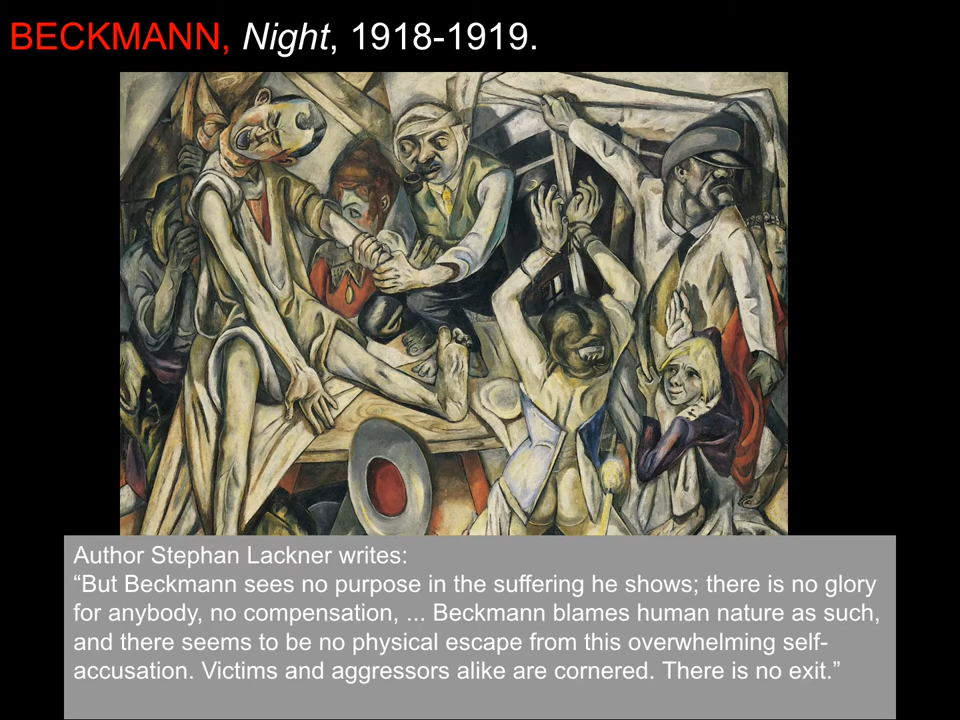 BECKMANN, Night, 1918-1919.
Author Stephan Lackner writes:
“But Beckmann sees no purpose in the suffering he shows; there is no glory
for anybody, no compensation, ... Beckmann blames human nature as such,
and there seems to be no physical escape from this overwhelming self-
accusation. Victims and aggressors alike are cornered. There is no exit.”